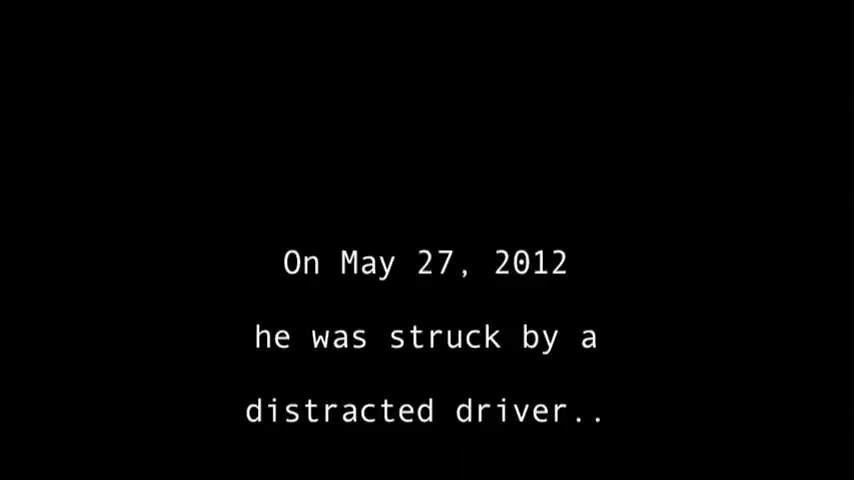 On May 27, 2012
he was struck by a
distracted driver..